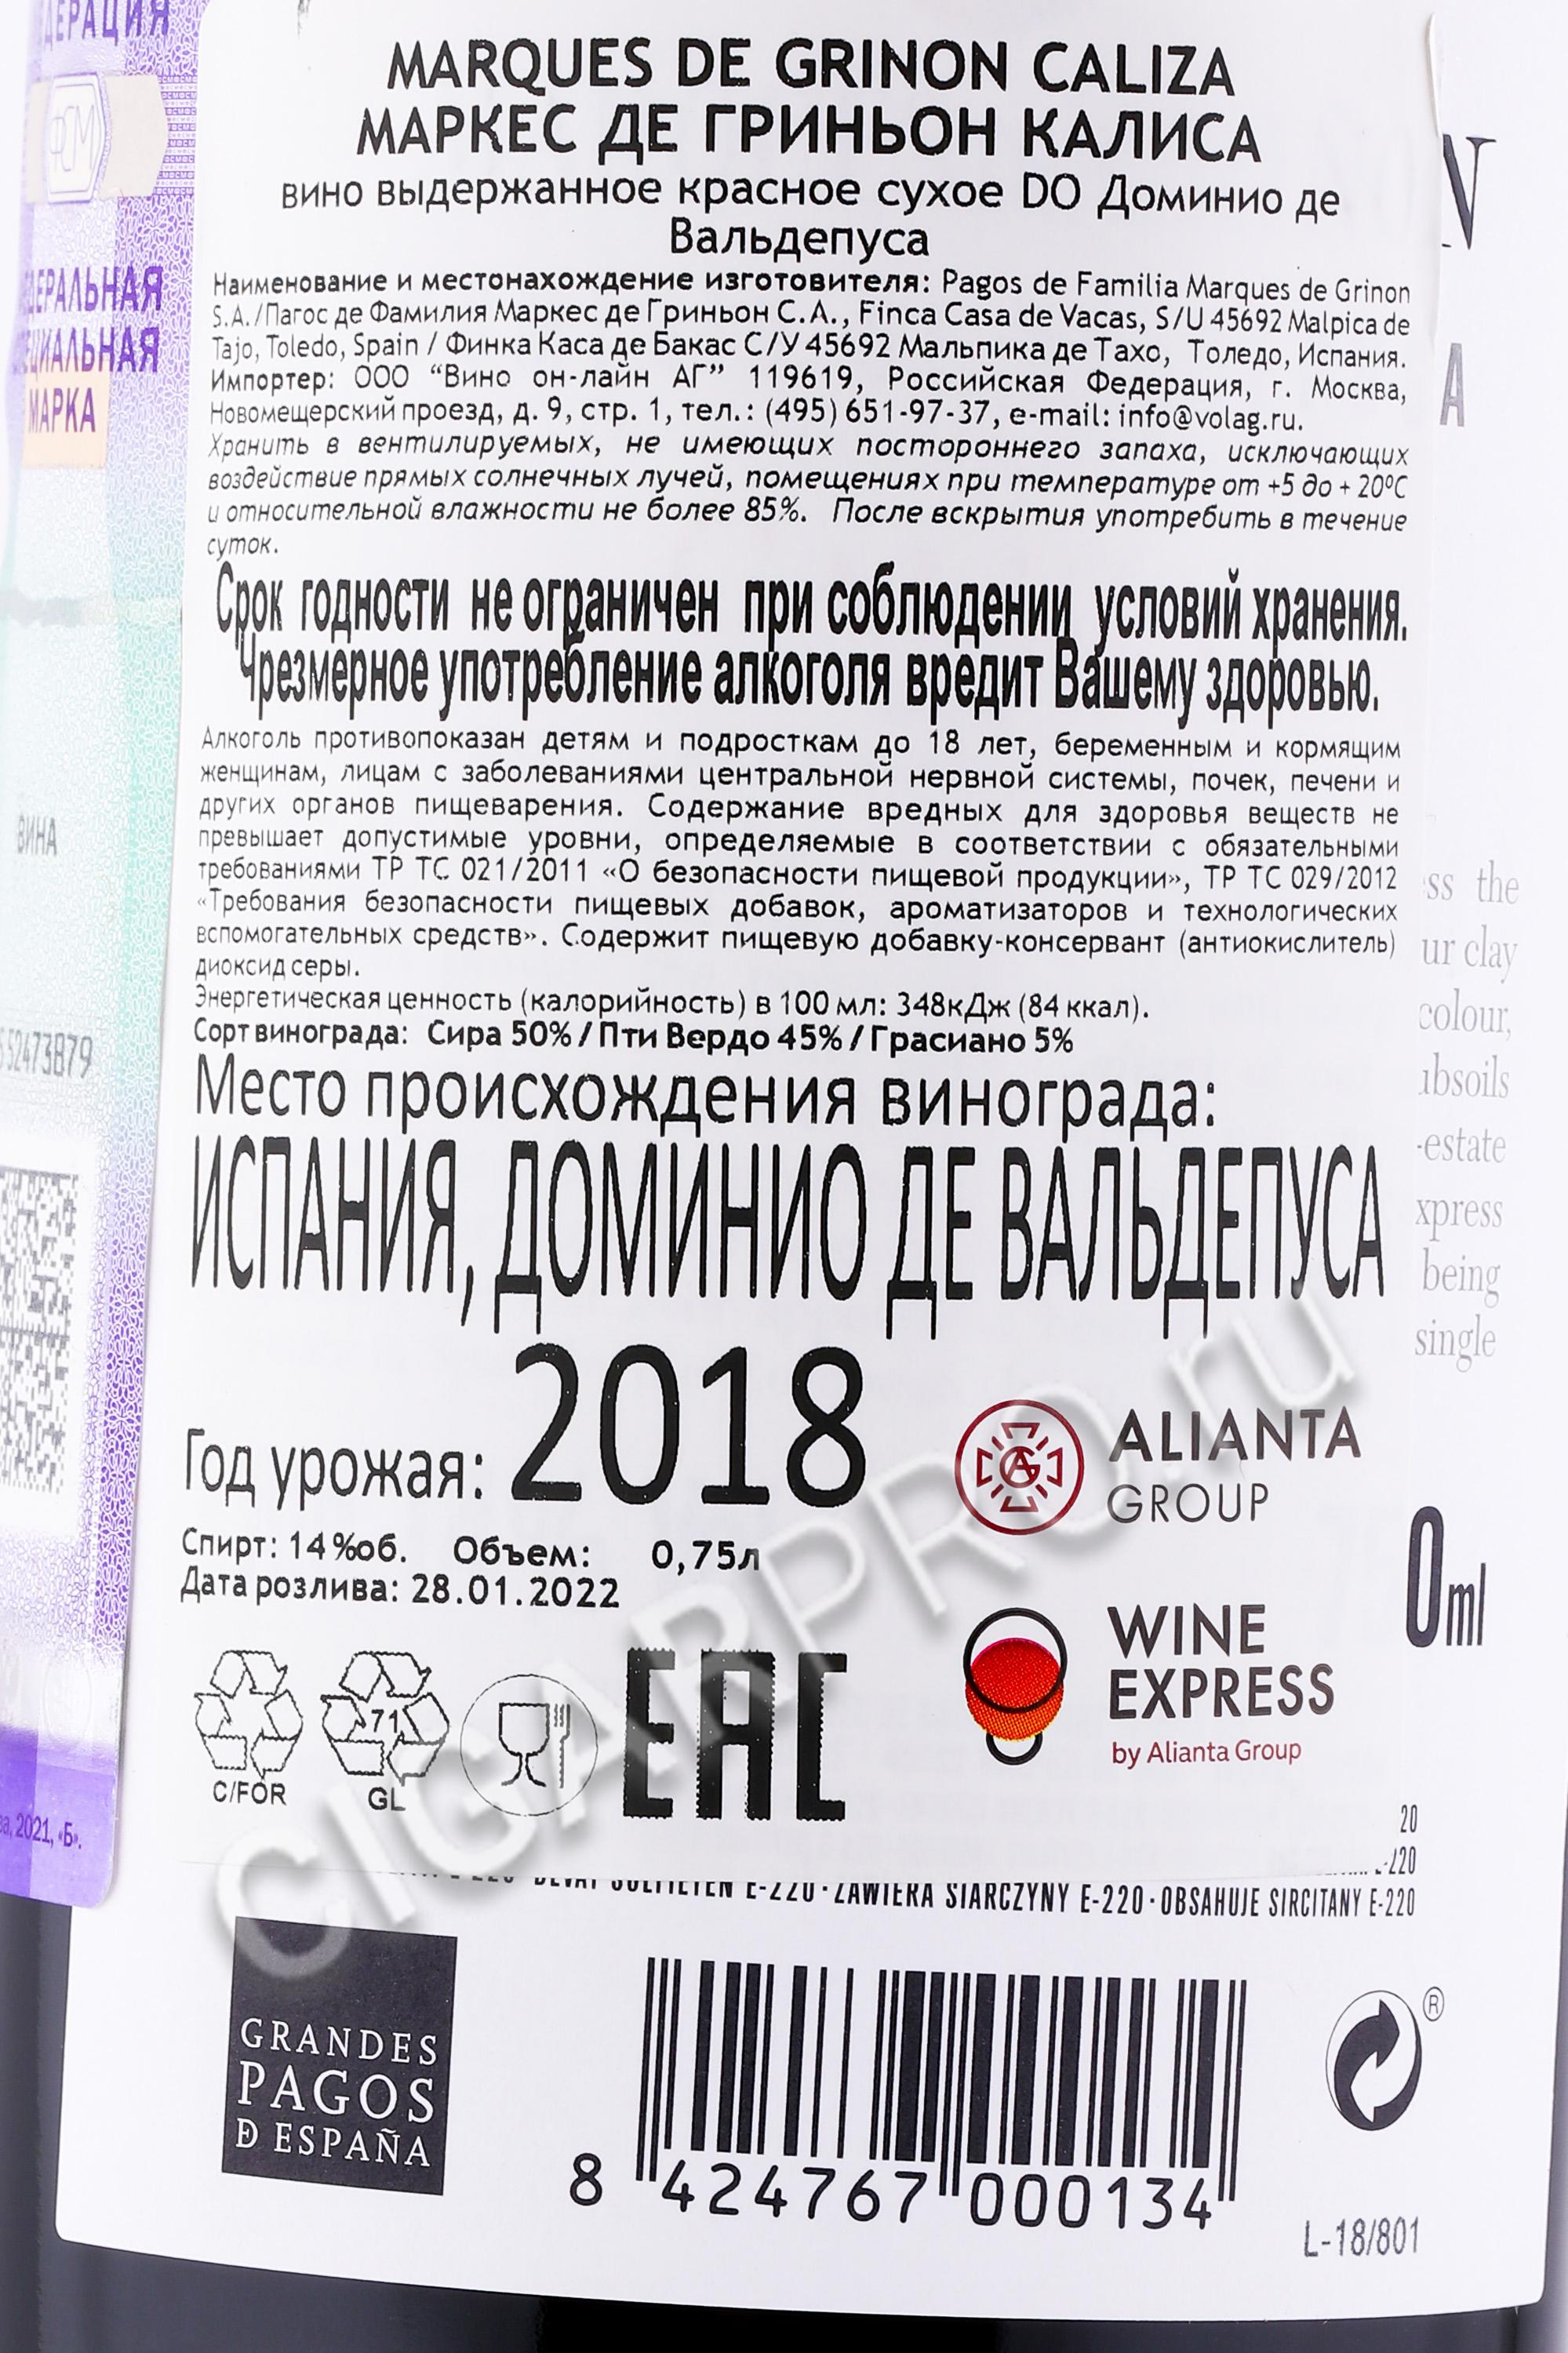 MARQUES DE GRINON CALIZA
МАРКЕС ДЕ ГРИНЬОН КАЛИСА
вино выдержанное красное сухое DO Доминио де
Вальдепуса
Наименование и местонахождение изготовителя: Pagos de Familia Marques de Grinon
S.A./Пагос де Фамилия Маркес де Гриньон С.А., Finca Casa de Vacas, S/U 45692 Malpica de
Tajo, Toledo, Spain / Финка Каса де Бакас С/У 45692 Мальпика де Тахо, Толедо, Испания.
Импортер: ООО “Вино он-лайн АГ” 119619, Российская Федерация, г. Москва,
Новомещерский проезд, д. 9, стр. 1, тел.: (495) 651-97-37, e-mail: info@volag.ru.
Хранить в вентилируемых, не имеющих постороннего запаха, исключающих
воздействие прямых солнечных лучей, помещениях при температуре от +5 до + 20ºС
и относительной влажности не более 85%. После вскрытия употребить в течение
суток.
Срок годности не ограничен при соблюдении условий хранения.
Чрезмерное употребление алкоголя вредит Вашему здоровью.
Алкоголь противопоказан детям и подросткам до 18 лет, беременным и кормящим
женщинам, лицам с заболеваниями центральной нервной системы, почек, печени и
других органов пищеварения. Содержание вредных для здоровья веществ не
превышает допустимые уровни, определяемые в соответствии с обязательными
требованиями ТР ТС 021/2011 «О безопасности пищевой продукции», ТР ТС 029/2012
«Требования безопасности пищевых добавок, ароматизаторов и технологических
вспомогательных средств». Содержит пищевую добавку-консервант (антиокислитель)
диоксид серы.
Энергетическая ценность (калорийность) в 100 мл: 348кДж (84 ккал).
Сорт винограда: Сира 50% / Пти Вердо 45% / Грасиано 5%
Место происхождения винограда:
ИСПАНИЯ, ДОМИНИО ДЕ ВАЛЬДЕПУСА
Год урожая: 2018
Спирт: 14%об. Объем: 0,75л
Дата розлива: 28.01.2022
ALIANTA
GROUP
WINE
EXPRESS
by Alianta Group
C/FOR
71
GL
EAC
CIGARPRO.ru
МАРКА
ВИНА
52473879
2021, «Б».
the
clay
colour,
estate
being
single
0ml
20
E-220 · ZAWIERA SIARCZYNY E-220 · OBSAHUJE SIRCITANY E-220
GRANDES
PAGOS
Đ ESPAÑA
8 424767 000134
®
L-18/801